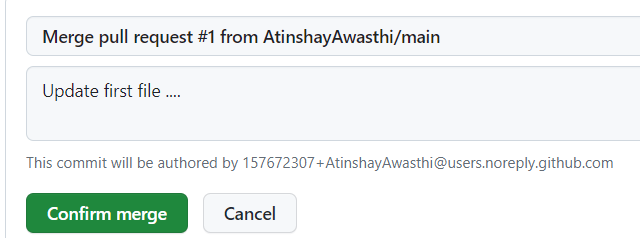 Merge pull request #1 from AtinshayAwasthi/main
Update first file ....
This commit will be authored by 157672307+AtinshayAwasthi@users.noreply.github.com
Confirm merge
Cancel